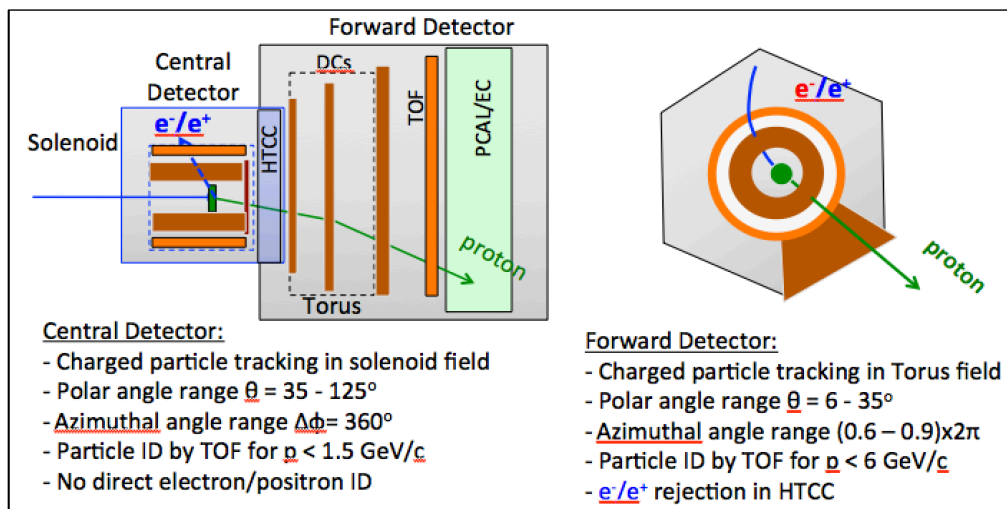 Forward Detector
Central
Detector
DCs
e⁻/e⁺
Solenoid
HTCC
TOF
PCAL/EC
proton
Torus
e⁻/e⁺
proton
Central Detector:
- Charged particle tracking in solenoid field
- Polar angle range θ = 35 - 125°
- Azimuthal angle range Δϕ= 360°
- Particle ID by TOF for p < 1.5 GeV/c
- No direct electron/positron ID
Forward Detector:
- Charged particle tracking in Torus field
- Polar angle range θ = 6 - 35°
- Azimuthal angle range (0.6 – 0.9)x2π
- Particle ID by TOF for p < 6 GeV/c
- e⁻/e⁺ rejection in HTCC